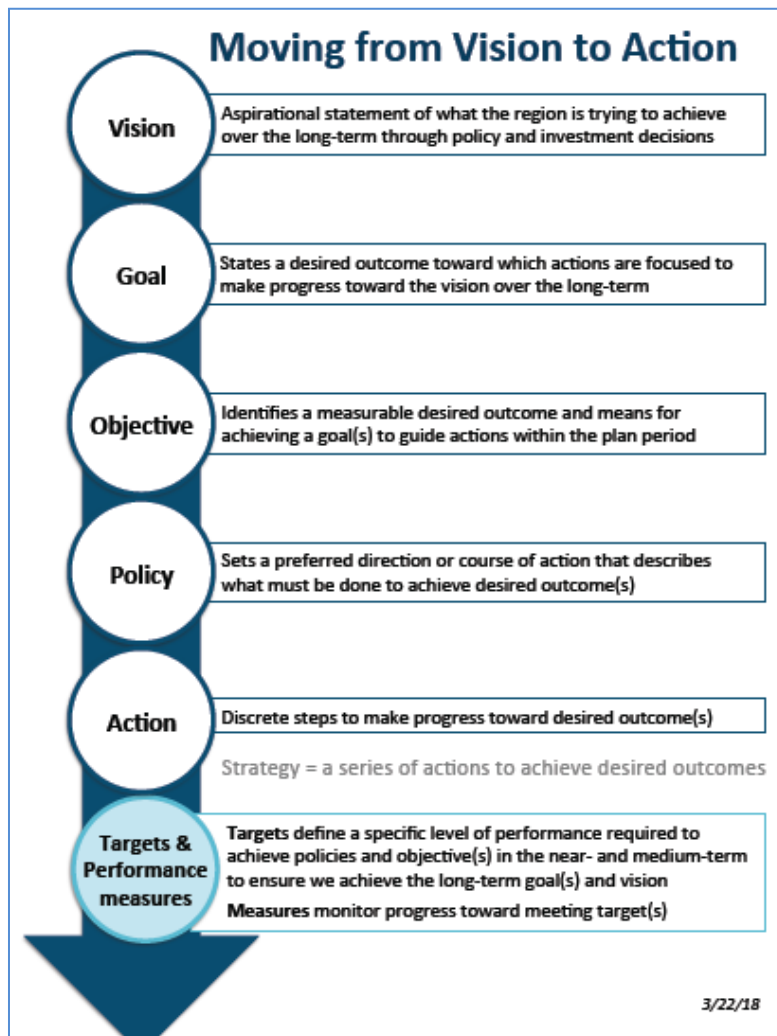 Moving from Vision to Action
Vision
Aspirational statement of what the region is trying to achieve
over the long-term through policy and investment decisions
Goal
States a desired outcome toward which actions are focused to
make progress toward the vision over the long-term
Objective
Identifies a measurable desired outcome and means for
achieving a goal(s) to guide actions within the plan period
Policy
Sets a preferred direction or course of action that describes
what must be done to achieve desired outcome(s)
Action
Discrete steps to make progress toward desired outcome(s)
Strategy = a series of actions to achieve desired outcomes
Targets &
Performance
measures
Targets define a specific level of performance required to
achieve policies and objective(s) in the near- and medium-term
to ensure we achieve the long-term goal(s) and vision
Measures monitor progress toward meeting target(s)
3/22/18